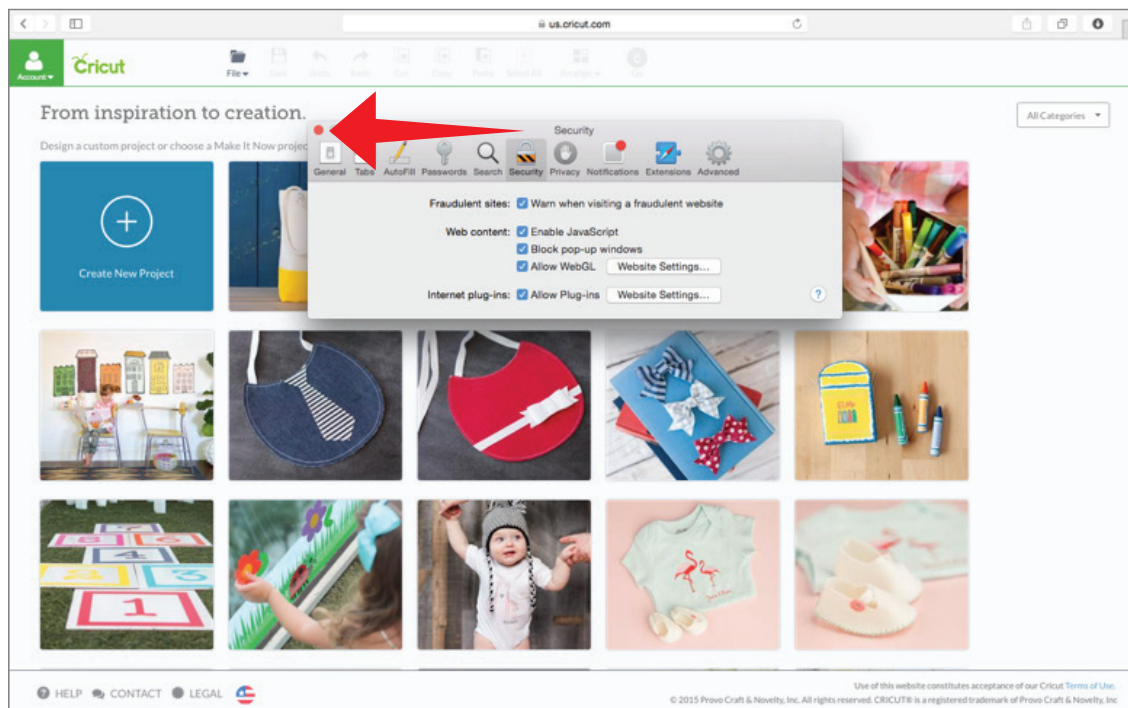 us.cricut.com
Account
Cricut
File
Save
Undo
Redo
Cut
Copy
Paste
Select All
Arrange
Go
From inspiration to creation.
All Categories
Design a custom project or choose a Make It Now projec
Security
General Tabs AutoFill Passwords Search Security Privacy Notifications Extensions Advanced
Fraudulent sites: Warn when visiting a fraudulent website
Web content: Enable JavaScript
Block pop-up windows
Allow WebGL Website Settings...
Internet plug-ins: Allow Plug-ins Website Settings...
?
Create New Project
4
3
1
HELP CONTACT LEGAL
Use of this website constitutes acceptance of our Cricut Terms of Use.
© 2015 Provo Craft & Novelty, Inc. All rights reserved. CRICUT® is a registered trademark of Provo Craft & Novelty, Inc